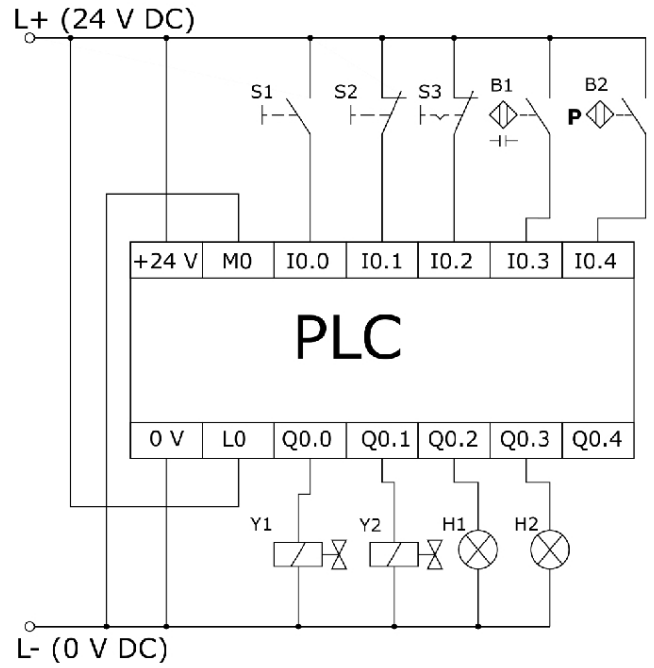 L+ (24 V DC)
S1 S2 S3 B1 B2
P
+24 V M0 I0.0 I0.1 I0.2 I0.3 I0.4
PLC
0 V L0 Q0.0 Q0.1 Q0.2 Q0.3 Q0.4
Y1 Y2 H1 H2
L- (0 V DC)